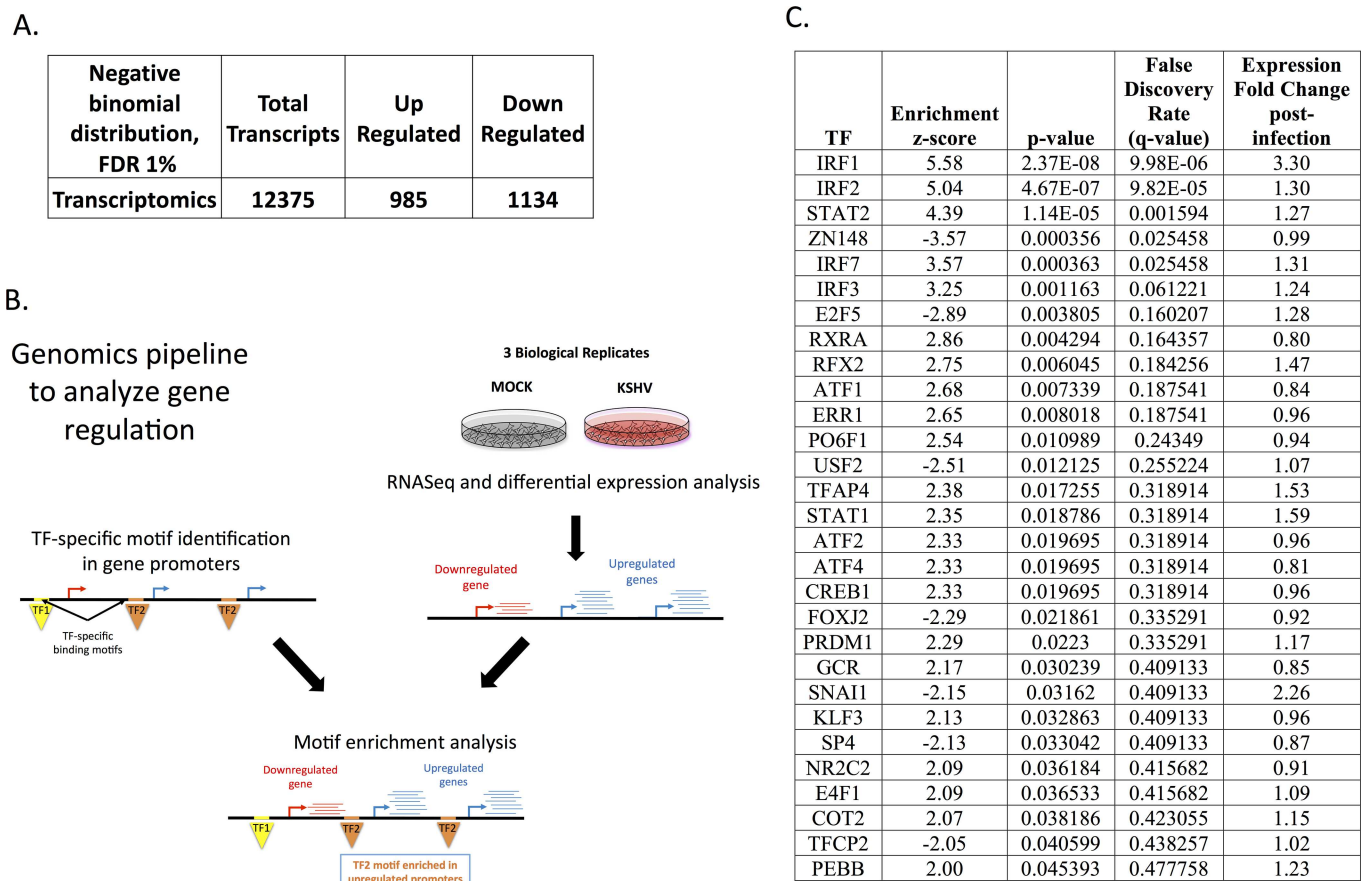 A.
Negative binomial distribution, FDR 1% Total Transcripts Up Regulated Down Regulated
Transcriptomics 12375 985 1134
B.
Genomics pipeline
to analyze gene
regulation
3 Biological Replicates
MOCK KSHV
RNASeq and differential expression analysis
TF-specific motif identification
in gene promoters
TF1 TF2 TF2
TF-specific
binding motifs
Downregulated
gene
Upregulated
genes
Motif enrichment analysis
Downregulated
gene
Upregulated
genes
TF1 TF2 TF2
TF2 motif enriched in
upregulated promoters
C.
TF Enrichment z-score p-value False Discovery Rate (q-value) Expression Fold Change post-infection
IRF1 5.58 2.37E-08 9.98E-06 3.30
IRF2 5.04 4.67E-07 9.82E-05 1.30
STAT2 4.39 1.14E-05 0.001594 1.27
ZN148 -3.57 0.000356 0.025458 0.99
IRF7 3.57 0.000363 0.025458 1.31
IRF3 3.25 0.001163 0.061221 1.24
E2F5 -2.89 0.003805 0.160207 1.28
RXRA 2.86 0.004294 0.164357 0.80
RFX2 2.75 0.006045 0.184256 1.47
ATF1 2.68 0.007339 0.187541 0.84
ERR1 2.65 0.008018 0.187541 0.96
PO6F1 2.54 0.010989 0.24349 0.94
USF2 -2.51 0.012125 0.255224 1.07
TFAP4 2.38 0.017255 0.318914 1.53
STAT1 2.35 0.018786 0.318914 1.59
ATF2 2.33 0.019695 0.318914 0.96
ATF4 2.33 0.019695 0.318914 0.81
CREB1 2.33 0.019695 0.318914 0.96
FOXJ2 -2.29 0.021861 0.335291 0.92
PRDM1 2.29 0.0223 0.335291 1.17
GCR 2.17 0.030239 0.409133 0.85
SNAI1 -2.15 0.03162 0.409133 2.26
KLF3 2.13 0.032863 0.409133 0.96
SP4 -2.13 0.033042 0.409133 0.87
NR2C2 2.09 0.036184 0.415682 0.91
E4F1 2.09 0.036533 0.415682 1.09
COT2 2.07 0.038186 0.423055 1.15
TFCP2 -2.05 0.040599 0.438257 1.02
PEBB 2.00 0.045393 0.477758 1.23